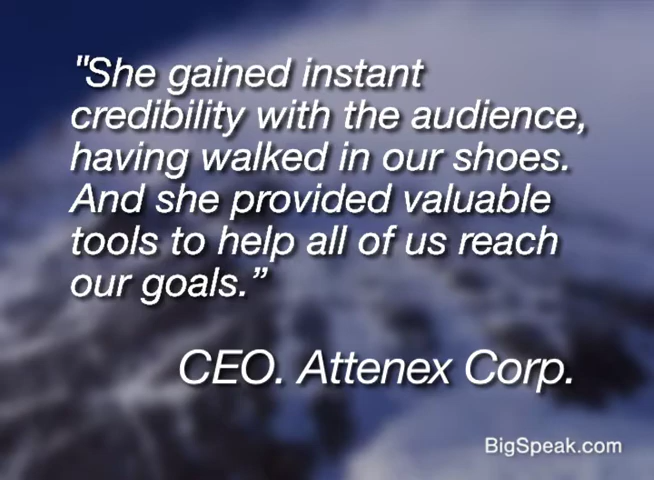 "She gained instant
credibility with the audience,
having walked in our shoes.
And she provided valuable
tools to help all of us reach
our goals.”
CEO. Attenex Corp.
BigSpeak.com